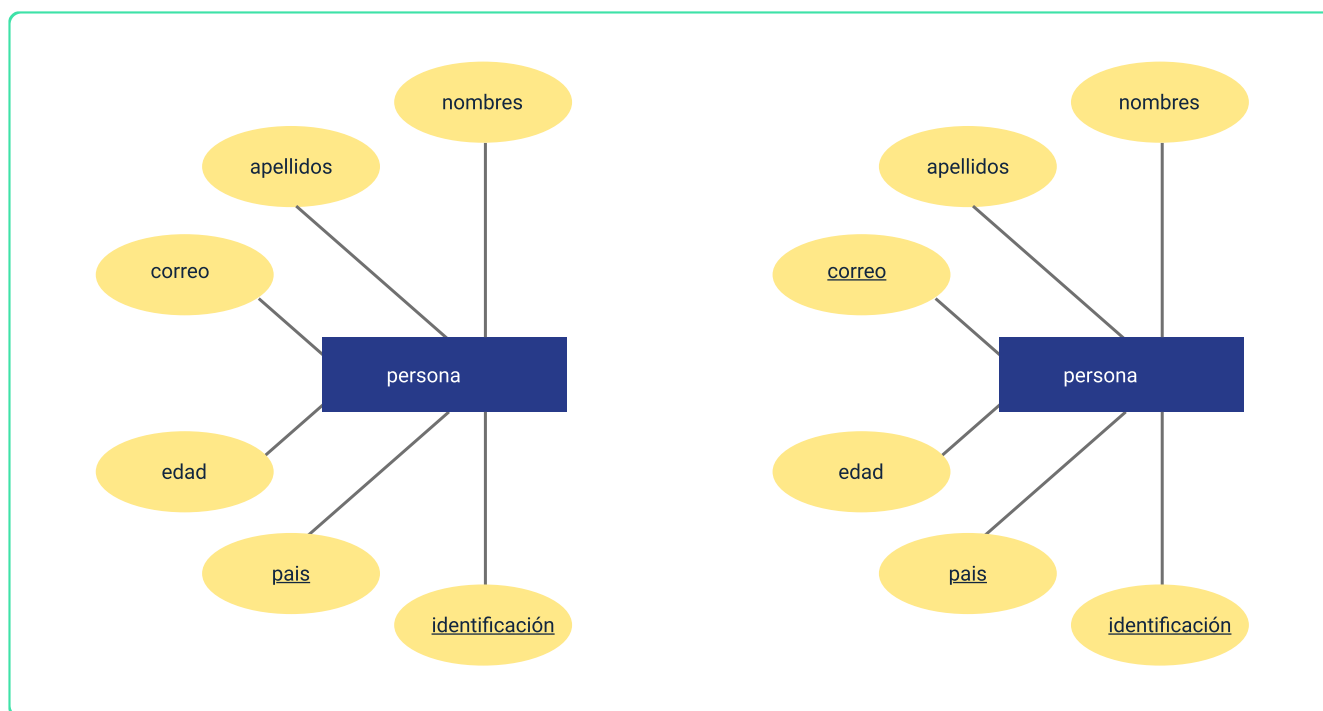 nombres
apellidos
correo
persona
edad
pais
identificación
nombres
apellidos
correo
persona
edad
pais
identificación